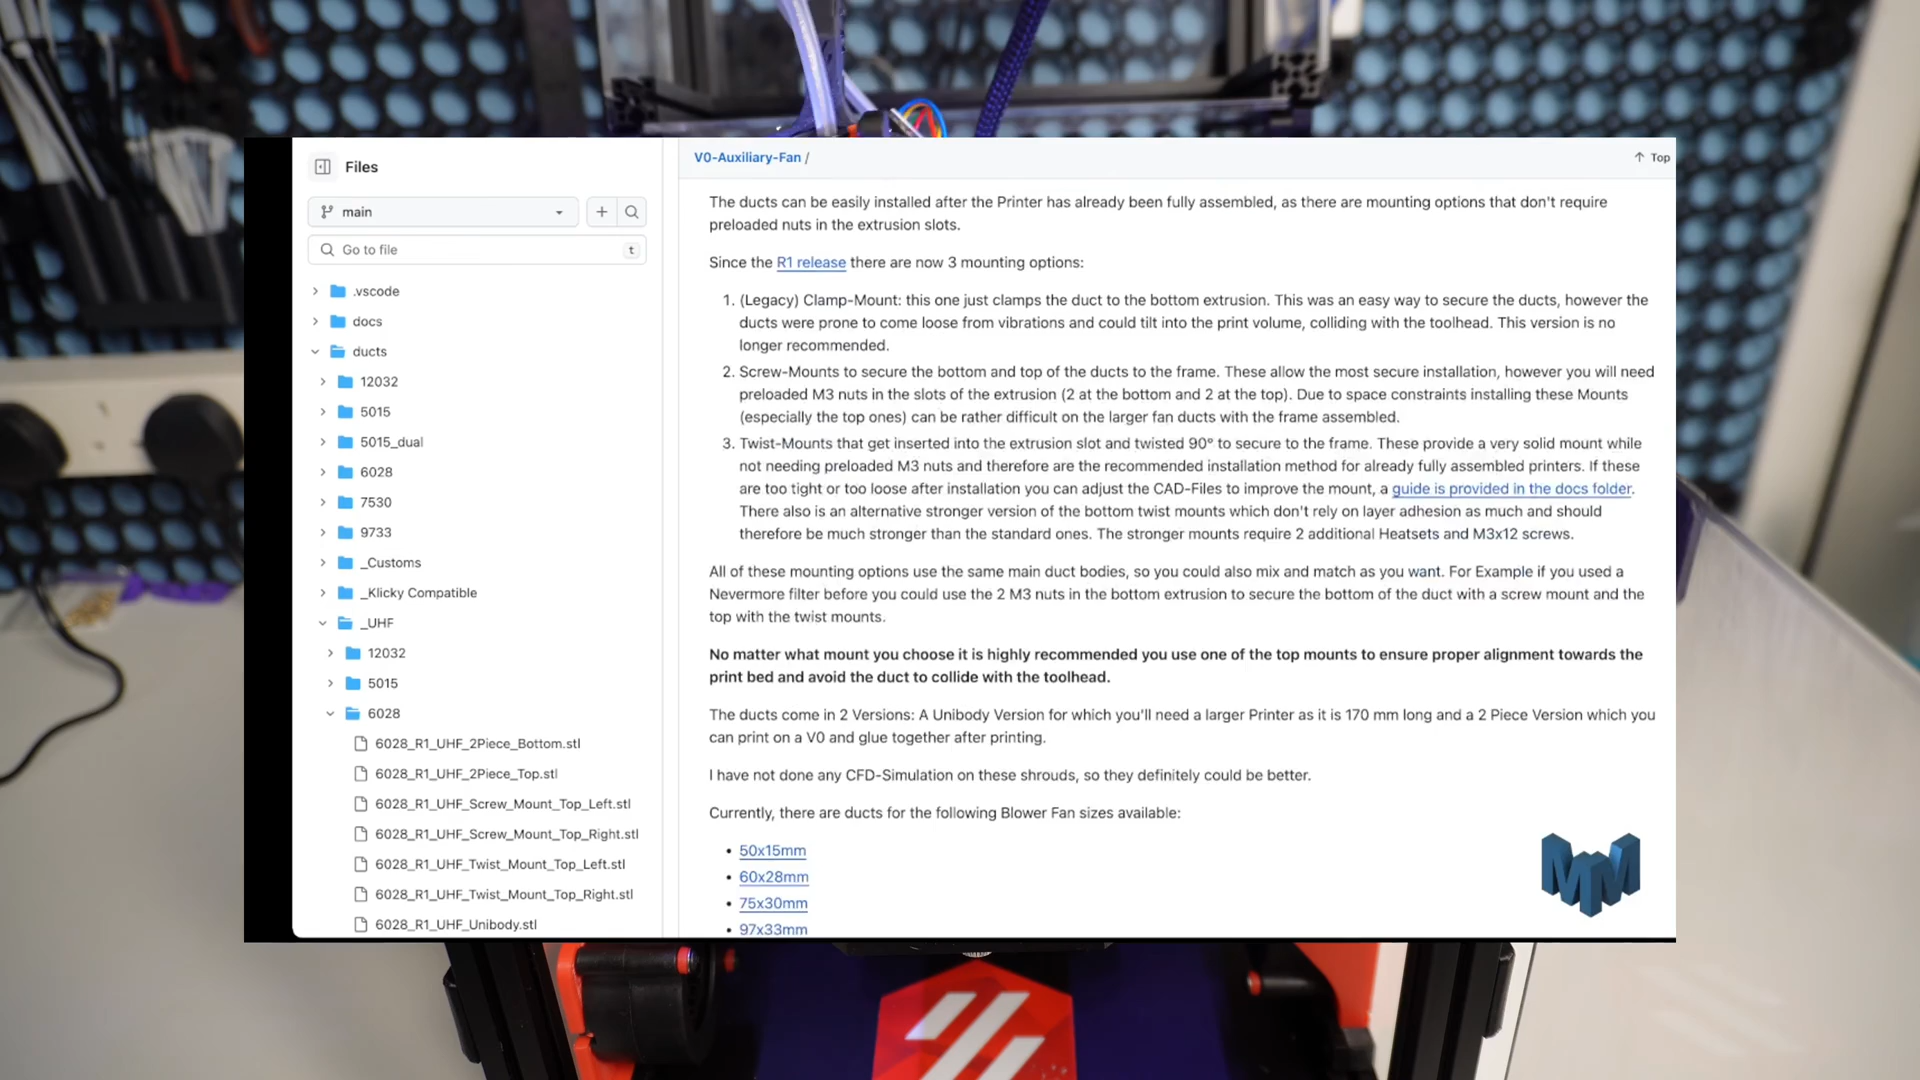 Files
main
Go to file
t
.vscode
docs
ducts
12032
5015
5015_dual
6028
7530
9733
_Customs
_Klicky Compatible
_UHF
12032
5015
6028
6028_R1_UHF_2Piece_Bottom.stl
6028_R1_UHF_2Piece_Top.stl
6028_R1_UHF_Screw_Mount_Top_Left.stl
6028_R1_UHF_Screw_Mount_Top_Right.stl
6028_R1_UHF_Twist_Mount_Top_Left.stl
6028_R1_UHF_Twist_Mount_Top_Right.stl
6028_R1_UHF_Unibody.stl
V0-Auxiliary-Fan /
Top
The ducts can be easily installed after the Printer has already been fully assembled, as there are mounting options that don't require
preloaded nuts in the extrusion slots.
Since the R1 release there are now 3 mounting options:
1. (Legacy) Clamp-Mount: this one just clamps the duct to the bottom extrusion. This was an easy way to secure the ducts, however the
ducts were prone to come loose from vibrations and could tilt into the print volume, colliding with the toolhead. This version is no
longer recommended.
2. Screw-Mounts to secure the bottom and top of the ducts to the frame. These allow the most secure installation, however you will need
preloaded M3 nuts in the slots of the extrusion (2 at the bottom and 2 at the top). Due to space constraints installing these Mounts
(especially the top ones) can be rather difficult on the larger fan ducts with the frame assembled.
3. Twist-Mounts that get inserted into the extrusion slot and twisted 90° to secure to the frame. These provide a very solid mount while
not needing preloaded M3 nuts and therefore are the recommended installation method for already fully assembled printers. If these
are too tight or too loose after installation you can adjust the CAD-Files to improve the mount, a guide is provided in the docs folder.
There also is an alternative stronger version of the bottom twist mounts which don't rely on layer adhesion as much and should
therefore be much stronger than the standard ones. The stronger mounts require 2 additional Heatsets and M3x12 screws.
All of these mounting options use the same main duct bodies, so you could also mix and match as you want. For Example if you used a
Nevermore filter before you could use the 2 M3 nuts in the bottom extrusion to secure the bottom of the duct with a screw mount and the
top with the twist mounts.
No matter what mount you choose it is highly recommended you use one of the top mounts to ensure proper alignment towards the
print bed and avoid the duct to collide with the toolhead.
The ducts come in 2 Versions: A Unibody Version for which you'll need a larger Printer as it is 170 mm long and a 2 Piece Version which you
can print on a V0 and glue together after printing.
I have not done any CFD-Simulation on these shrouds, so they definitely could be better.
Currently, there are ducts for the following Blower Fan sizes available:
• 50x15mm
• 60x28mm
• 75x30mm
• 97x33mm